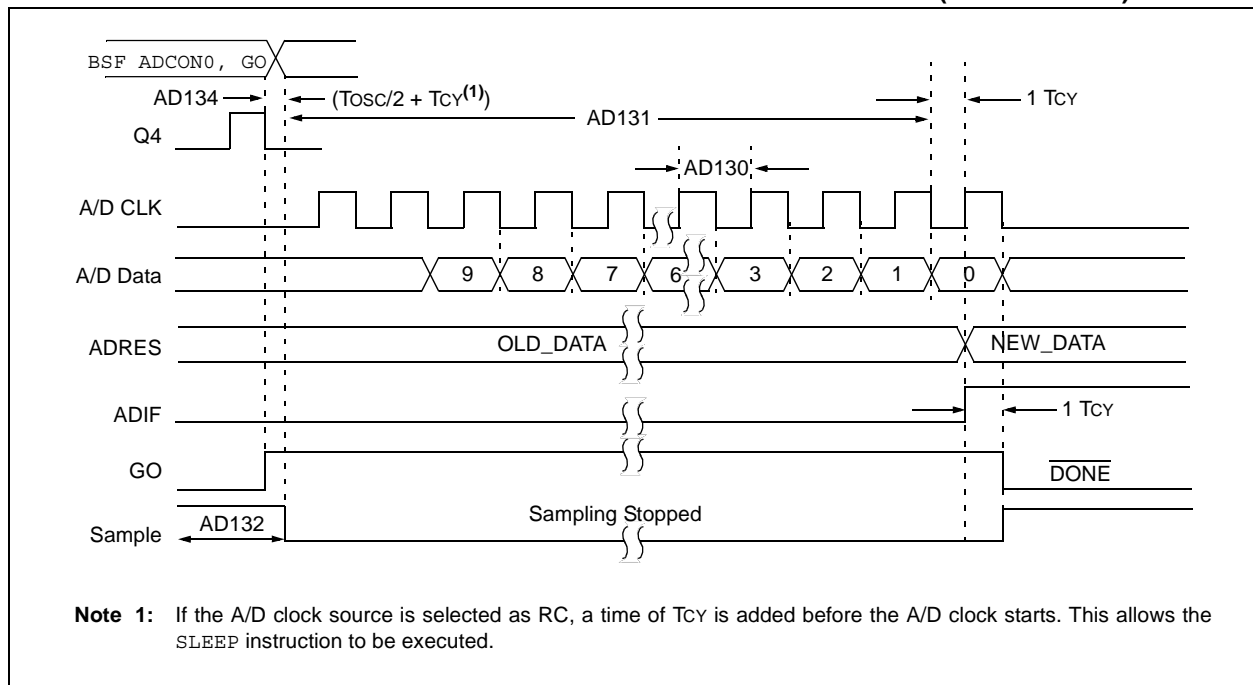 BSF ADCON0, GO
AD134
(TOSC/2 + TCY(1))
1 TCY
AD131
Q4
AD130
A/D CLK
A/D Data
9 8 7 6 3 2 1 0
ADRES
OLD_DATA
NEW_DATA
ADIF
1 TCY
GO
DONE
AD132
Sampling Stopped
Sample
Note 1: If the A/D clock source is selected as RC, a time of TCY is added before the A/D clock starts. This allows the
SLEEP instruction to be executed.